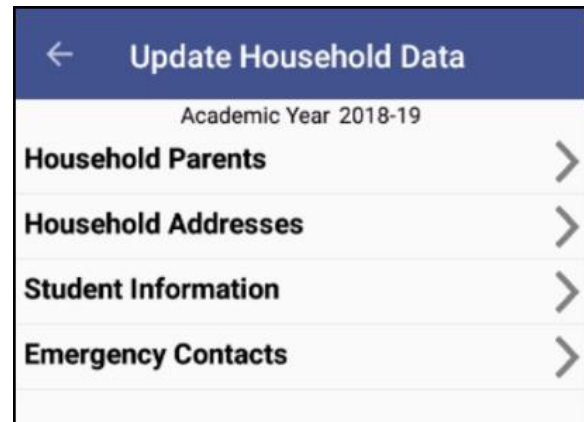 Update Household Data
Academic Year 2018-19
Household Parents
Household Addresses
Student Information
Emergency Contacts